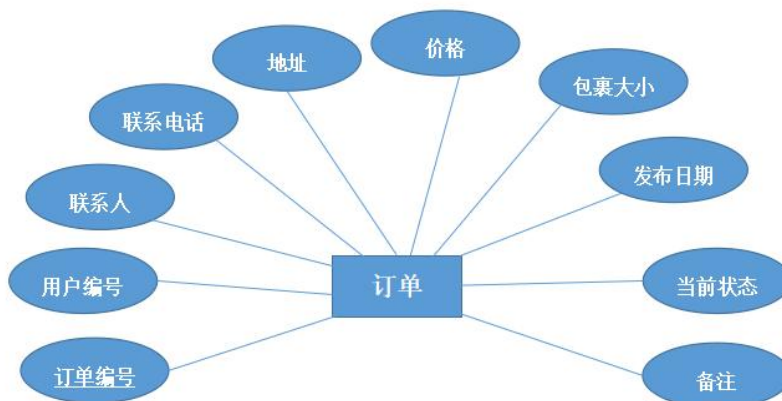 价格
地址
包裹大小
联系电话
发布日期
联系人
订单
用户编号
当前状态
订单编号
备注